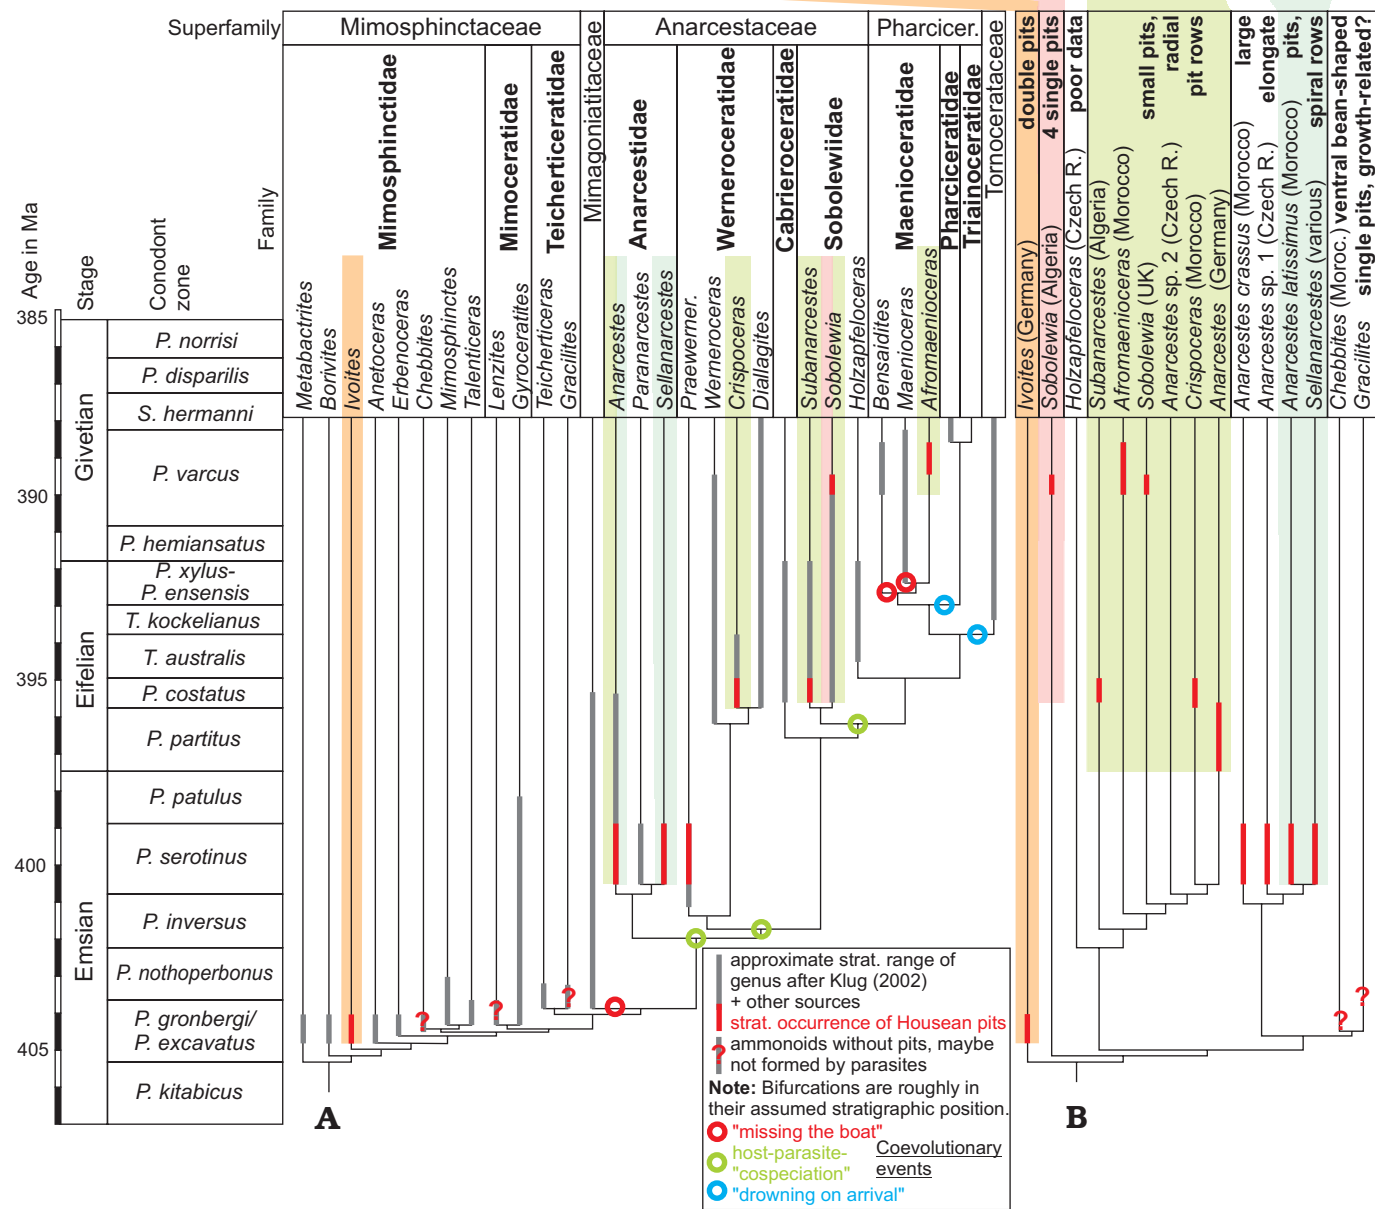 Superfamily
Mimosphinctaceae
Mimagoniatitaceae
Anarcestaceae
Pharcicer.
Tornocerataceae
Family
Mimosphinctidae
Mimoceratidae
Teicherticeratidae
Anarcestidae
Werneroceratidae
Cabrieroceratidae
Soboleviidae
Maenioceratidae
Pharciceratidae
Triainoceratidae
Age in Ma
Stage
Conodont
zone
Metabactrites
Borivites
Ivoites
Anetoceras
Erbenoceras
Chebbites
Mimosphinctes
Talenticeras
Lenzites
Gyroceratites
Teicherticeras
Gracilites
Anarcestes
Paranarcestes
Sellanarcestes
Praewerner.
Werneroceras
Crispoceras
Diallagites
Subanarcestes
Sobolewia
Holzapfeloceras
Bensaidites
Maenioceras
Afromaenioceras
double pits
4 single pits
poor data
small pits,
radial
pit rows
large
elongate
pits,
spiral rows
ventral bean-shaped
single pits, growth-related??
Ivoites (Germany)
Sobolewia (Algeria)
Holzapfeloceras (Czech R.)
Subanarcestes (Algeria)
Afromaenioceras (Morocco)
Sobolewia (UK)
Anarcestes sp. 2 (Czech R.)
Crispoceras (Morocco)
Anarcestes (Germany)
Anarcestes crassus (Morocco)
Anarcestes sp. 1 (Czech R.)
Anarcestes latissimus (Morocco)
Sellanarcestes (various)
Chebbites (Moroc.)
Gracilites
385
390
395
400
405
Givetian
Eifelian
Emsian
P. norrisi
P. disparilis
S. hermanni
P. varcus
P. hemiansatus
P. xylus-
P. ensensis
T. kockelianus
T. australis
P. costatus
P. partitus
P. patulus
P. serotinus
P. inversus
P. nothoperbonus
P. gronbergi/
P. excavatus
P. kitabicus
?
?
?
?
?
A
B
approximate strat. range of
genus after Klug (2002)
+ other sources
strat. occurrence of Housean pits
? ammonoids without pits, maybe
not formed by parasites
Note: Bifurcations are roughly in
their assumed stratigraphic position.
"missing the boat"
host-parasite-
"cospeciation"
"drowning on arrival"
Coevolutionary
events